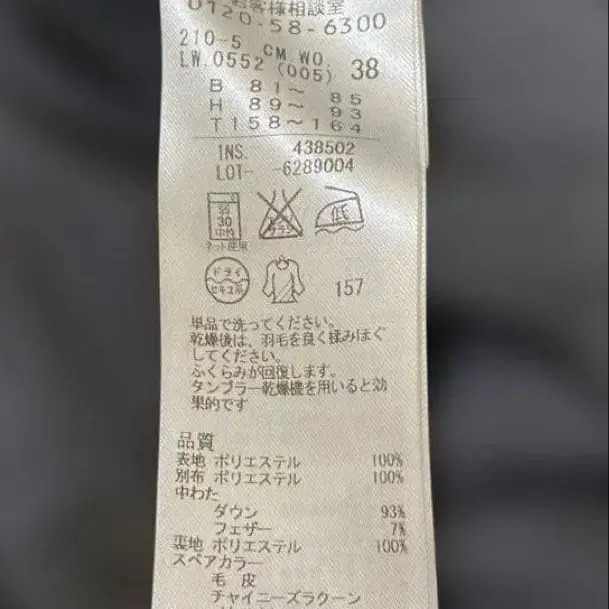 お客様相談室
0120-58-6300
210-5 CM.WO.
LW.0552 (005) 38
B 81～ 85
H 89～ 93
T158～164
INS. 438502
LOT- -6289004
弱
30
中性
ネット使用
低
ドライ
セキユ系
157
単品で洗ってください。
乾燥後は、羽毛を良く揉みほぐ
してください。
ふくらみが回復します。
タンブラー乾燥機を用いると効
果的です
品質
表地 ポリエステル 100%
別布 ポリエステル 100%
中わた
ダウン 93%
フェザー 7%
裏地 ポリエステル 100%
スペアカラー
毛 皮
チャイニーズラクーン